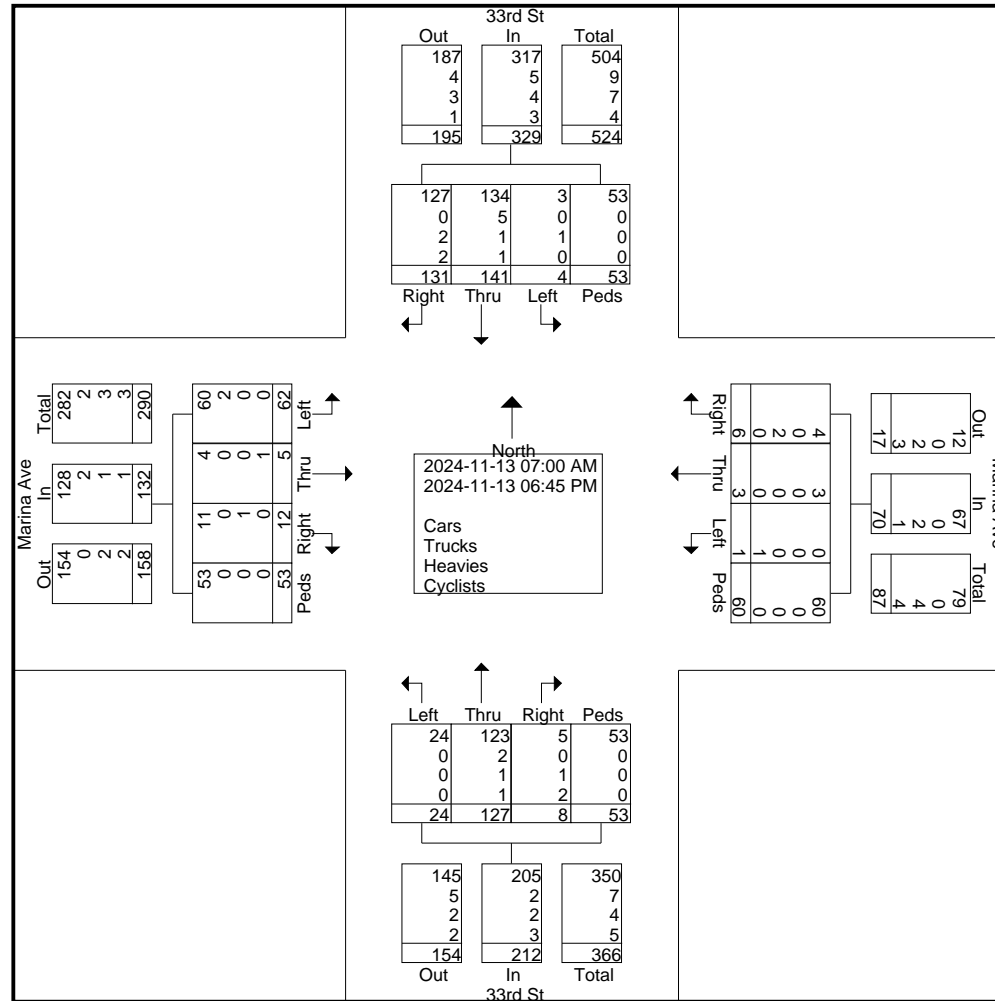 33rd St
Out In Total
187 317 504
4 5 9
3 4 7
1 3 4
195 329 524
127 134 3 53
0 5 0 0
2 1 1 0
2 1 0 0
131 141 4 53
Right Thru Left Peds
Marina Ave
Out In Total
154 128 282
0 2 2
2 1 3
2 1 3
158 132 290
53 11 4 60
0 0 0 2
0 1 0 0
0 0 1 0
53 12 5 62
Peds Right Thru Left
North
2024-11-13 07:00 AM
2024-11-13 06:45 PM
Cars
Trucks
Heavies
Cyclists
Marina Ave
Out In Total
12 67 79
0 0 0
2 2 4
3 1 4
17 70 87
4 3 0 60
0 0 0 0
2 0 0 0
0 0 1 0
6 3 1 60
Right Thru Left Peds
Left Thru Right Peds
24 123 5 53
0 2 0 0
0 1 1 0
0 1 2 0
24 127 8 53
145 205 350
5 2 7
2 2 4
2 3 5
154 212 366
Out In Total
33rd St